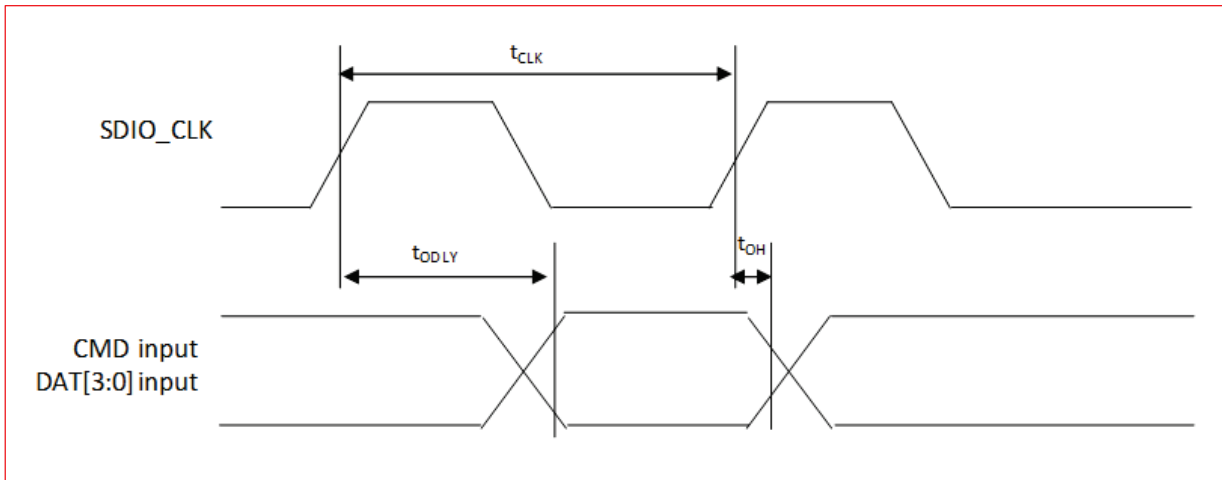 tCLK
SDIO_CLK
tODLY
tOH
CMD input
DAT[3:0] input